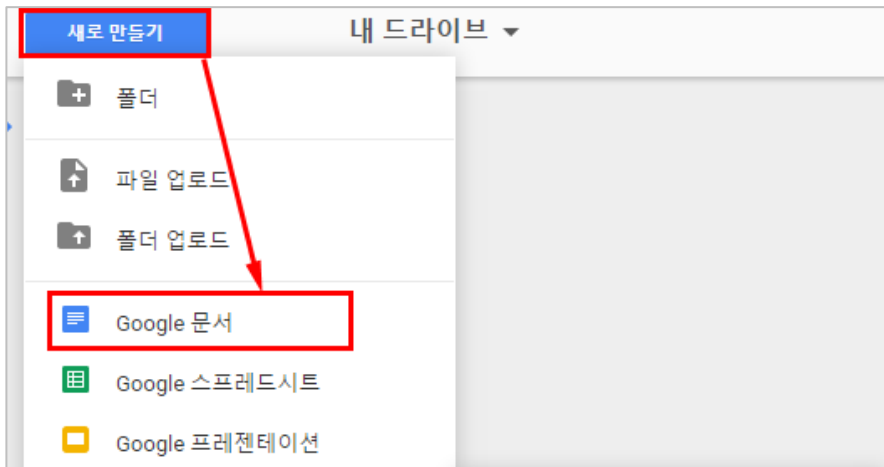 새로 만들기
내 드라이브
폴더
파일 업로드
폴더 업로드
Google 문서
Google 스프레드시트
Google 프레젠테이션